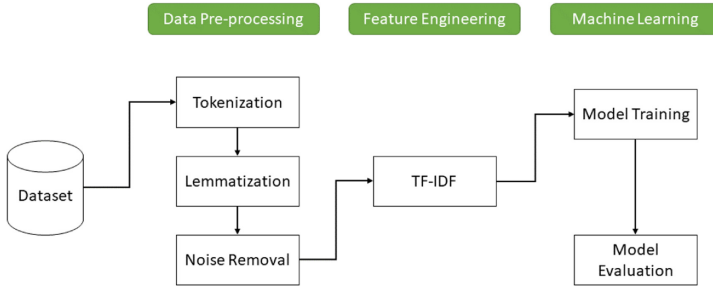 Data Pre-processing
Feature Engineering
Machine Learning
Tokenization
Model Training
Lemmatization
TF-IDF
Dataset
Noise Removal
Model
Evaluation